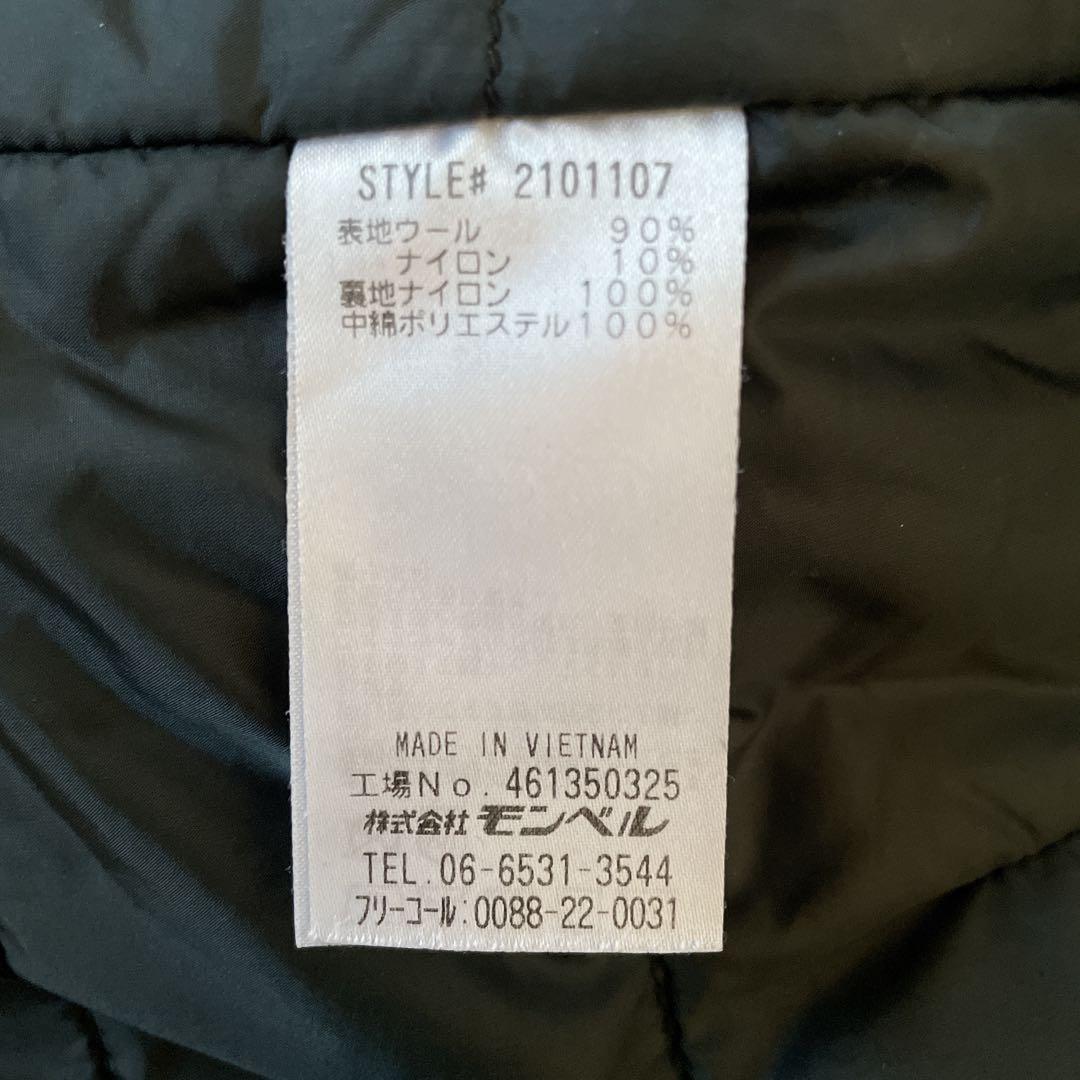 STYLE# 2101107
表地ウール 90%
ナイロン 10%
裏地ナイロン 100%
中綿ポリエステル100%
MADE IN VIETNAM
工場No. 461350325
株式会社 モンベル
TEL. 06-6531-3544
フリーコール:0088-22-0031